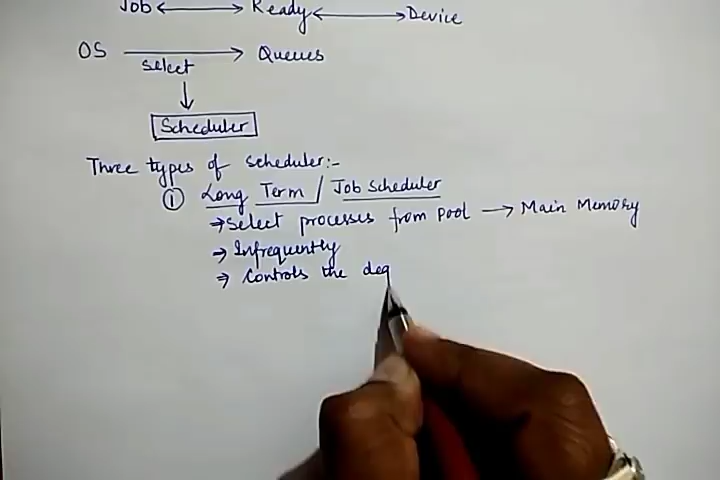 Job ⟷ Ready ⟷ Device
OS ⟶ Queues
select
↓
Scheduler
Three types of scheduler:-
① Long Term / Job Scheduler
⇒ Select processes from pool ⟶ Main Memory
⇒ Infrequently
⇒ Controls the deg